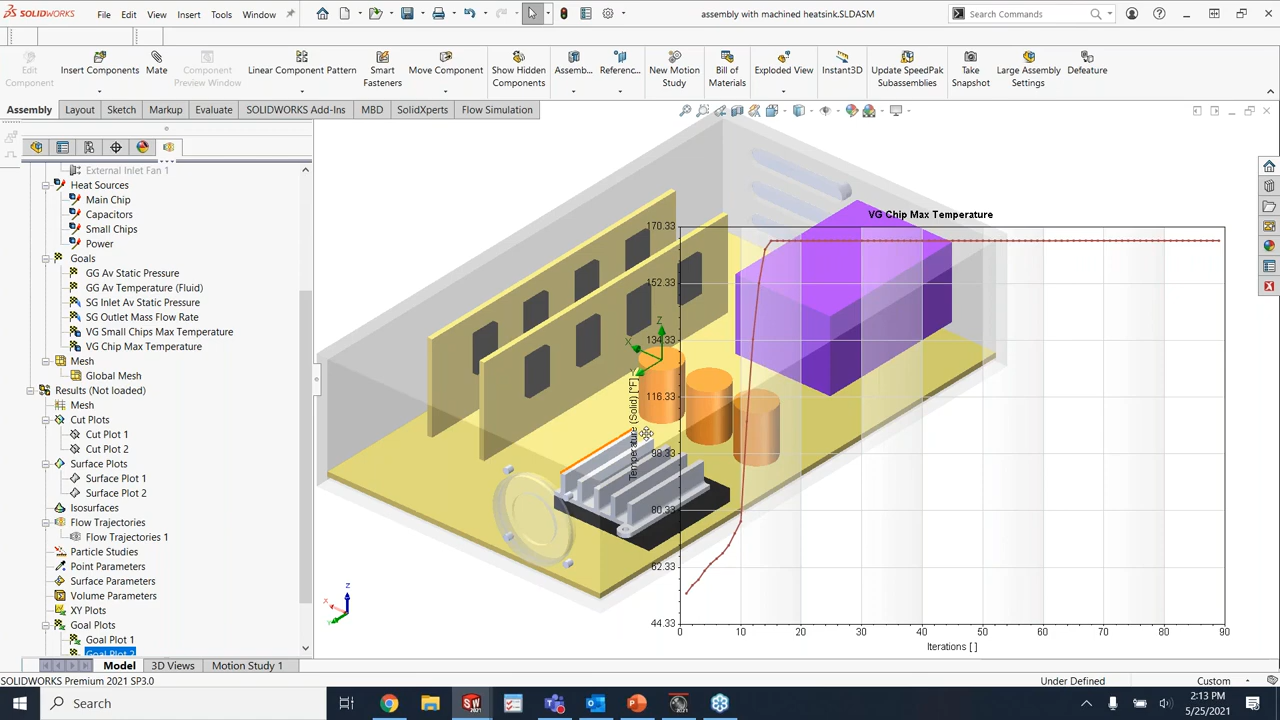 SOLIDWORKS
File Edit View Insert Tools Window
assembly with machined heatsink.SLDASM
Search Commands
Edit Component
Insert Components
Mate
Component Preview Window
Linear Component Pattern
Smart Fasteners
Move Component
Show Hidden Components
Assemb...
Referenc...
New Motion Study
Bill of Materials
Exploded View
Instant3D
Update SpeedPak Subassemblies
Take Snapshot
Large Assembly Settings
Defeature
Assembly Layout Sketch Markup Evaluate SOLIDWORKS Add-Ins MBD SolidXperts Flow Simulation
External Inlet Fan 1
Heat Sources
Main Chip
Capacitors
Small Chips
Power
Goals
GG Av Static Pressure
GG Av Temperature (Fluid)
SG Inlet Av Static Pressure
SG Outlet Mass Flow Rate
VG Small Chips Max Temperature
VG Chip Max Temperature
Mesh
Global Mesh
Results (Not loaded)
Mesh
Cut Plots
Cut Plot 1
Cut Plot 2
Surface Plots
Surface Plot 1
Surface Plot 2
Isosurfaces
Flow Trajectories
Flow Trajectories 1
Particle Studies
Point Parameters
Surface Parameters
Volume Parameters
XY Plots
Goal Plots
Goal Plot 1
Goal Plot 2
VG Chip Max Temperature
170.33
152.33
134.33
116.33
98.33
80.33
62.33
44.33
Temperature (Solid) [°F]
0 10 20 30 40 50 60 70 80 90
Iterations [ ]
X
Z
Y
Z
X
Y
Model 3D Views Motion Study 1
SOLIDWORKS Premium 2021 SP3.0
Under Defined
Custom
Search
2:13 PM
5/25/2021